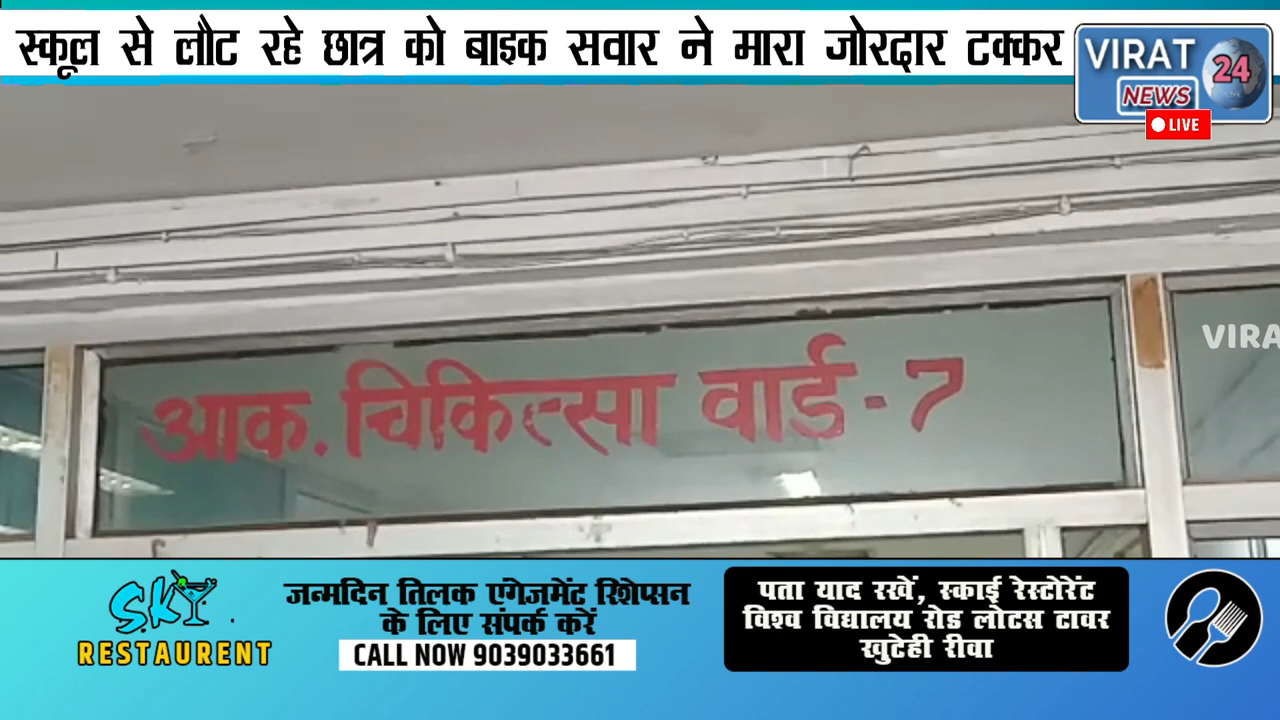 स्कूल से लौट रहे छात्र को बाइक सवार ने मारा जोरदार टक्कर
VIRAT
24
NEWS
LIVE
VIRA
आक. चिकित्सा वार्ड - 7
SKY
RESTAURENT
जन्मदिन तिलक एंगेजमेंट रिशेप्सन
के लिए संपर्क करें
CALL NOW 9039033661
पता याद रखें, स्काई रेस्टोरेंट
विश्व विद्यालय रोड लोटस टावर
खुटेही रीवा